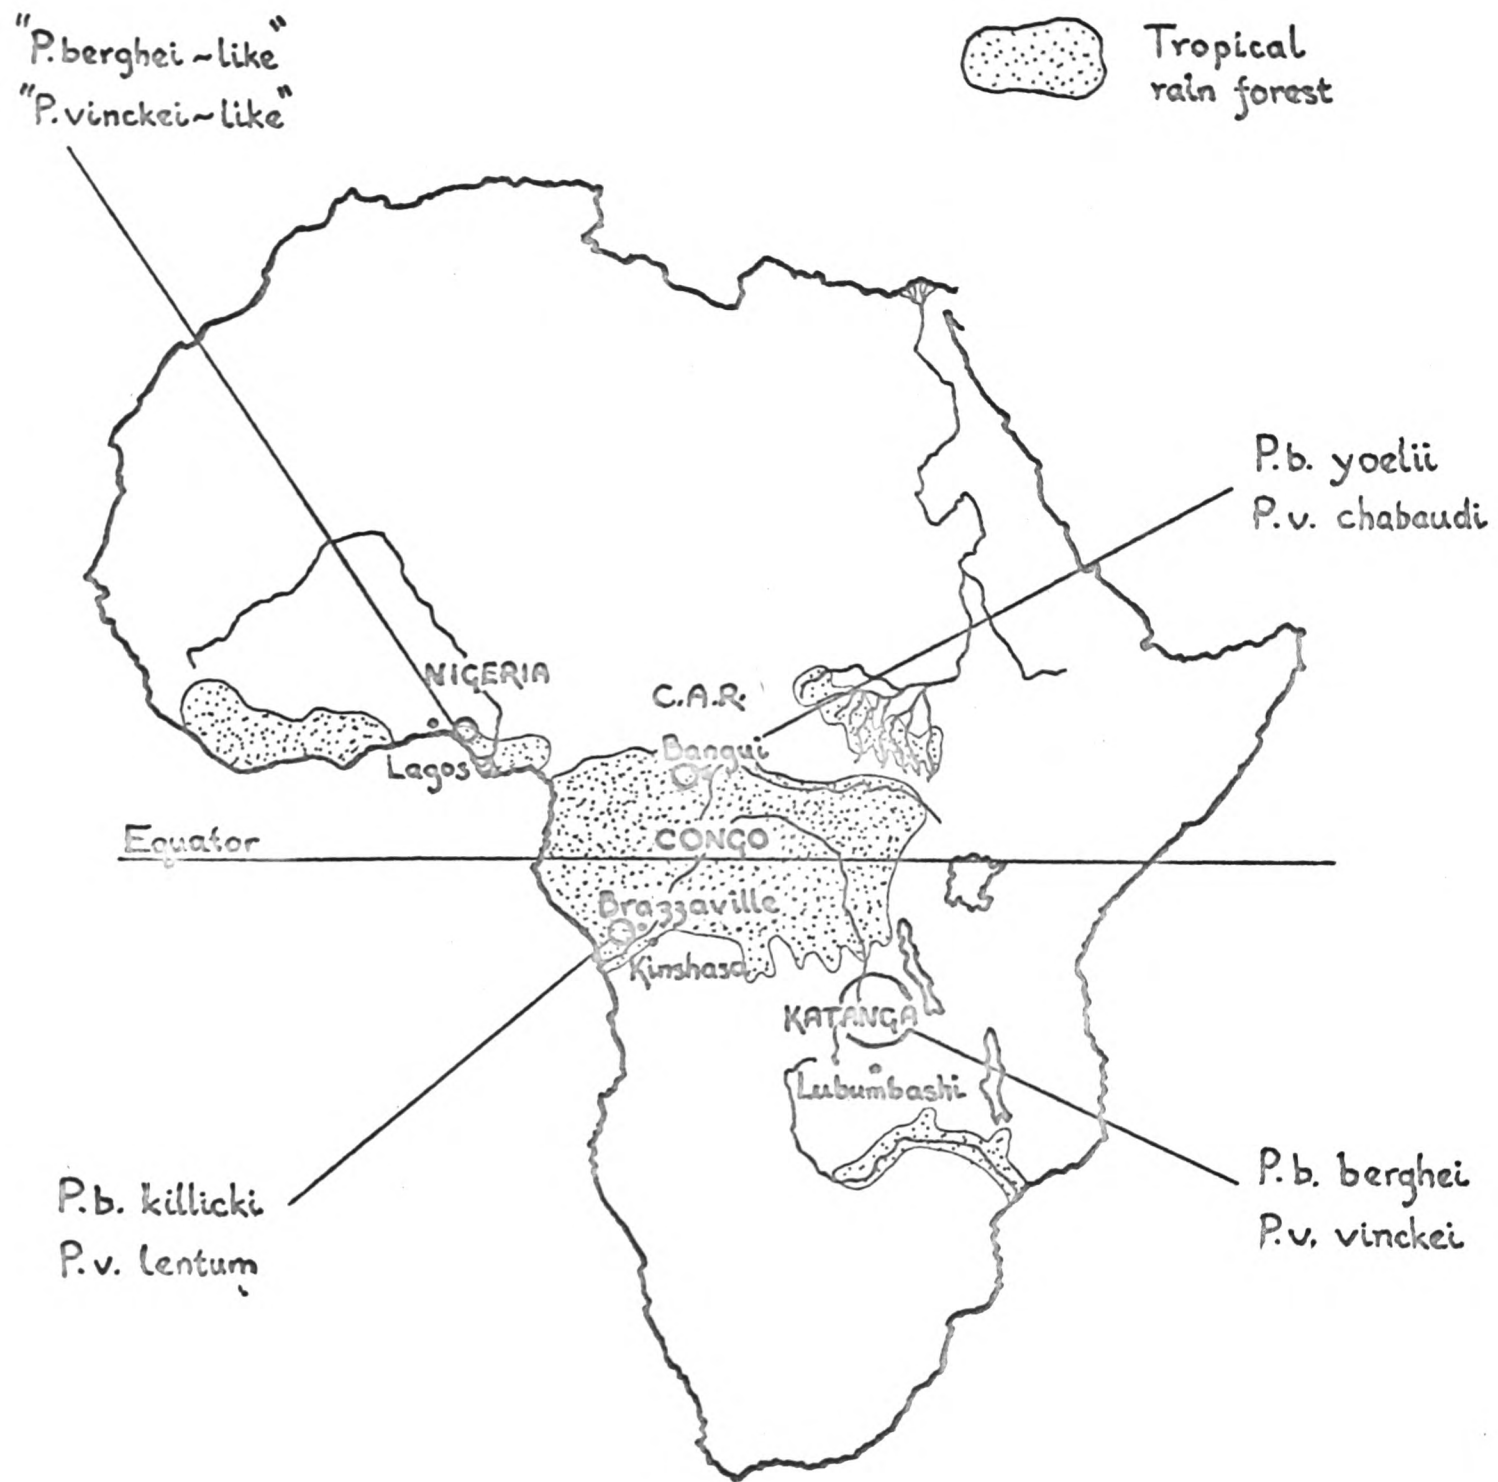 "P.berghei~like"
"P.vinckei~like"
Tropical
rain forest
P.b. yoelii
P.v. chabaudi
NIGERIA
C.A.R.
Bangui
Lagos
Equator
CONGO
Brazzaville
Kinshasa
KATANGA
Lubumbashi
P.b. killicki
P.v. lentum
P.b. berghei
P.v. vinckei